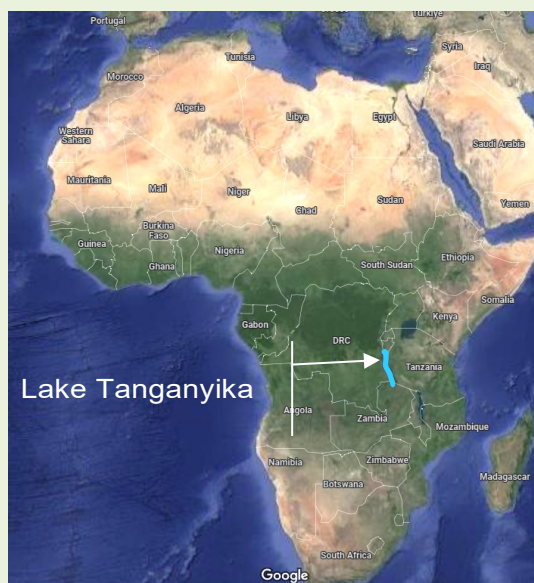 Portugal
Türkiye
Syria
Tunisia
Iraq
Morocco
Algeria
Libya
Egypt
Western
Sahara
Saudi Arabia
Mauritania
Mali
Niger
Chad
Sudan
Yemen
Burkina
Faso
Guinea
Nigeria
Ghana
South Sudan
Ethiopia
Somalia
Gabon
DRC
Kenya
Tanzania
Lake Tanganyika
Angola
Zambia
Mozambique
Namibia
Zimbabwe
Botswana
Madagascar
South Africa
Google